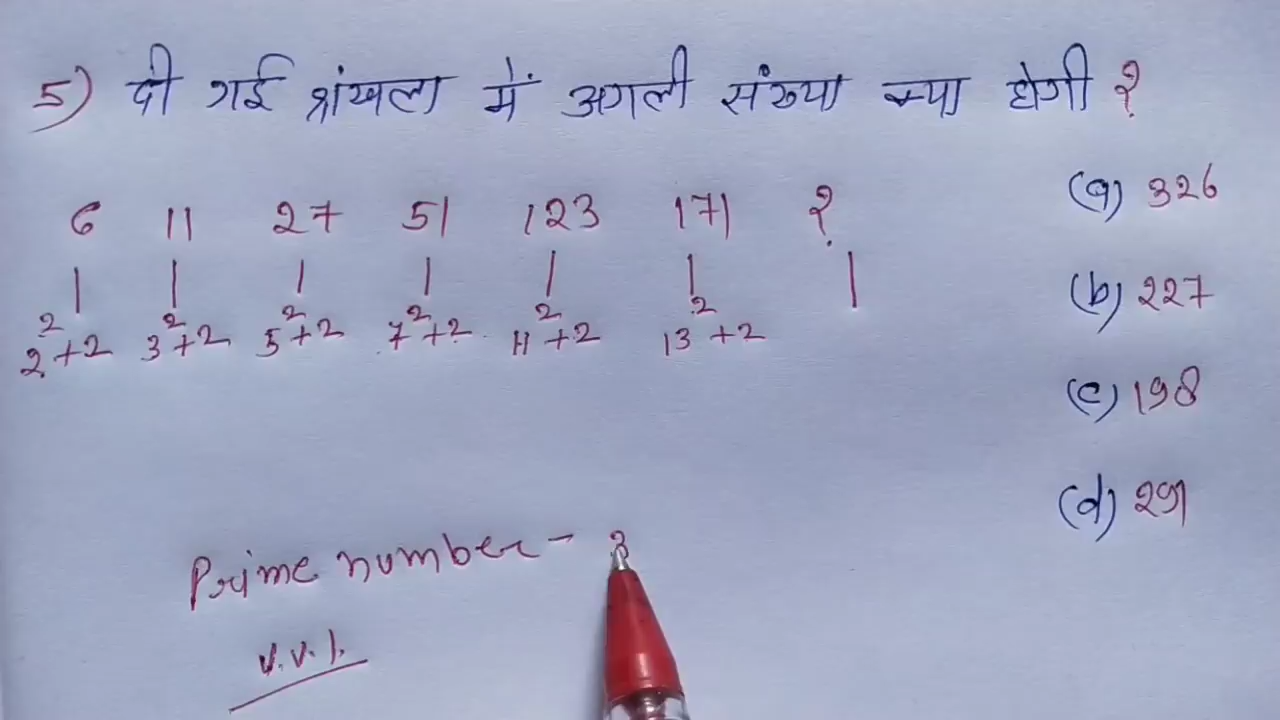 5) दी गई श्रांखला में अगली संख्या क्या होगी ?
6 11 27 51 123 171 ?
2²+2 3²+2 5²+2 7²+2 11²+2 13²+2
(a) 326
(b) 227
(c) 198
(d) 291
Prime number -
v.v.I.